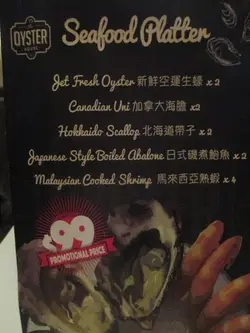 OYSTER
HOUSE
Seafood Platter
Jet Fresh Oyster 新鮮空運生蠔 x 2
Canadian Uni 加拿大海膽 x2
Hokkaido Scallop 北海道帶子 x 2
Japanese Style Boiled Abalone 日式磯煮鮑魚 x 2
Malaysian Cooked Shrimp 馬來西亞熟蝦 x 4
$99
PROMOTIONAL PRICE